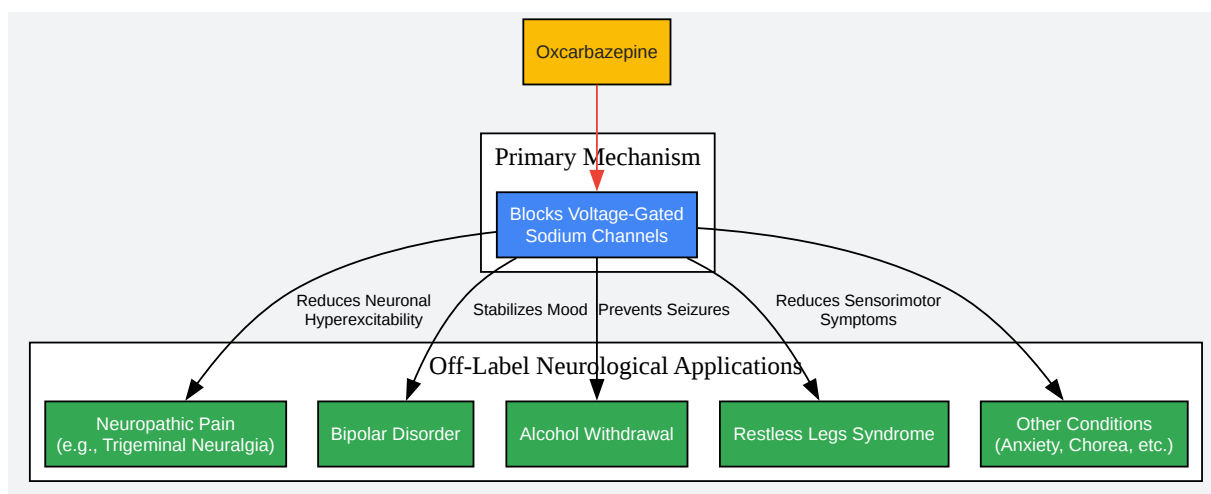 Oxcarbazepine
Primary Mechanism
Blocks Voltage-Gated
Sodium Channels
Reduces Neuronal
Hyperexcitability
Stabilizes Mood
Prevents Seizures
Reduces Sensorimotor
Symptoms
Off-Label Neurological Applications
Neuropathic Pain
(e.g., Trigeminal Neuralgia)
Bipolar Disorder
Alcohol Withdrawal
Restless Legs Syndrome
Other Conditions
(Anxiety, Chorea, etc.)